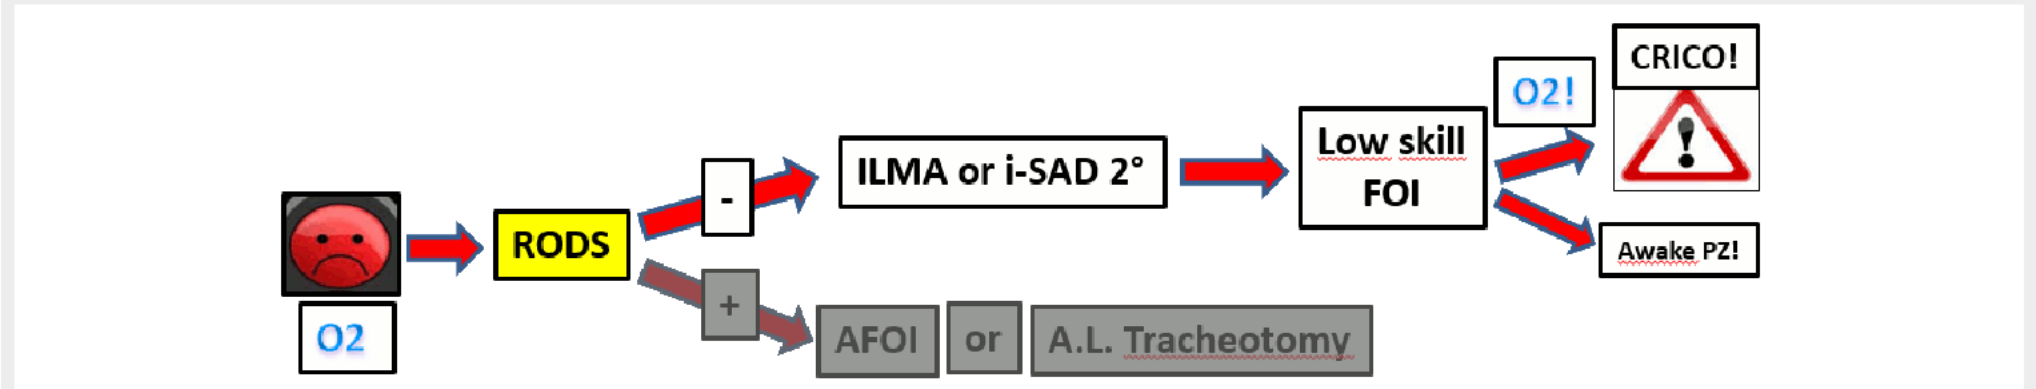 O2
RODS
-
+
ILMA or i-SAD 2°
AFOI
or
A.L. Tracheotomy
Low skill
FOI
O2!
CRICO!
!
Awake PZ!